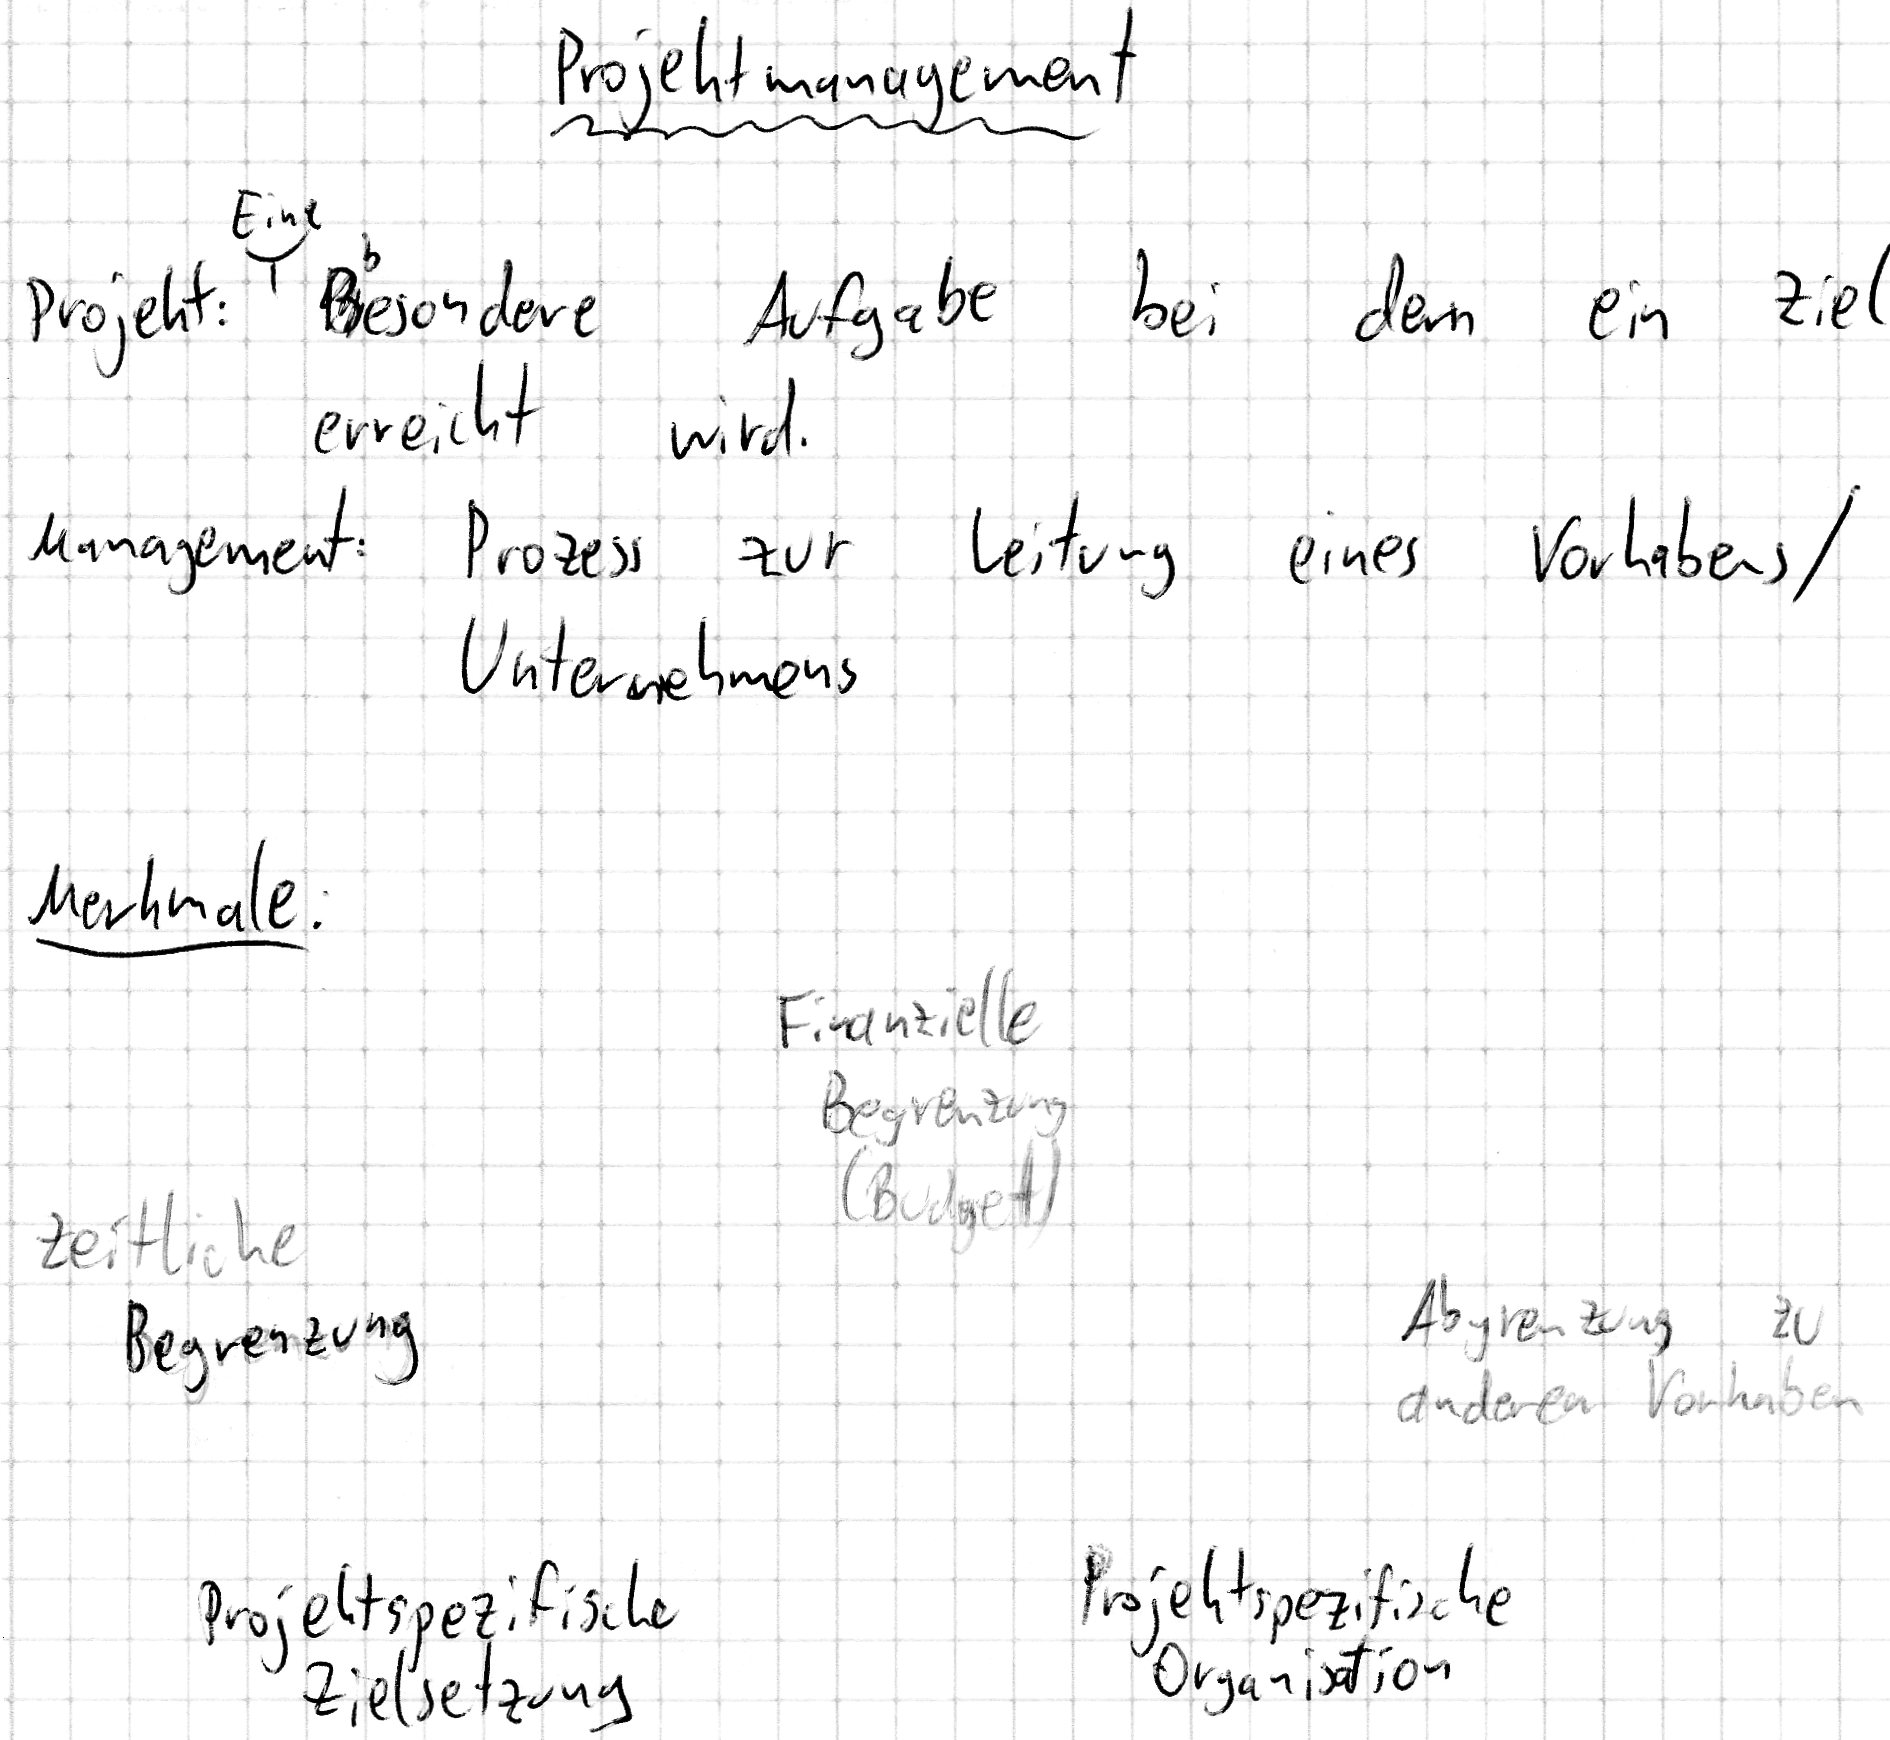 Projektmanagement
Projekt: Eine besondere Aufgabe bei dem ein Ziel
erreicht wird.
Management: Prozess zur Leitung eines Vorhabens/
Unternehmens
Merkmale:
Finanzielle
Begrenzung
(Budget)
zeitliche
Begrenzung
Abgrenzung zu
anderen Vorhaben
Projektspezifische
Zielsetzung
Projektspezifische
Organisation